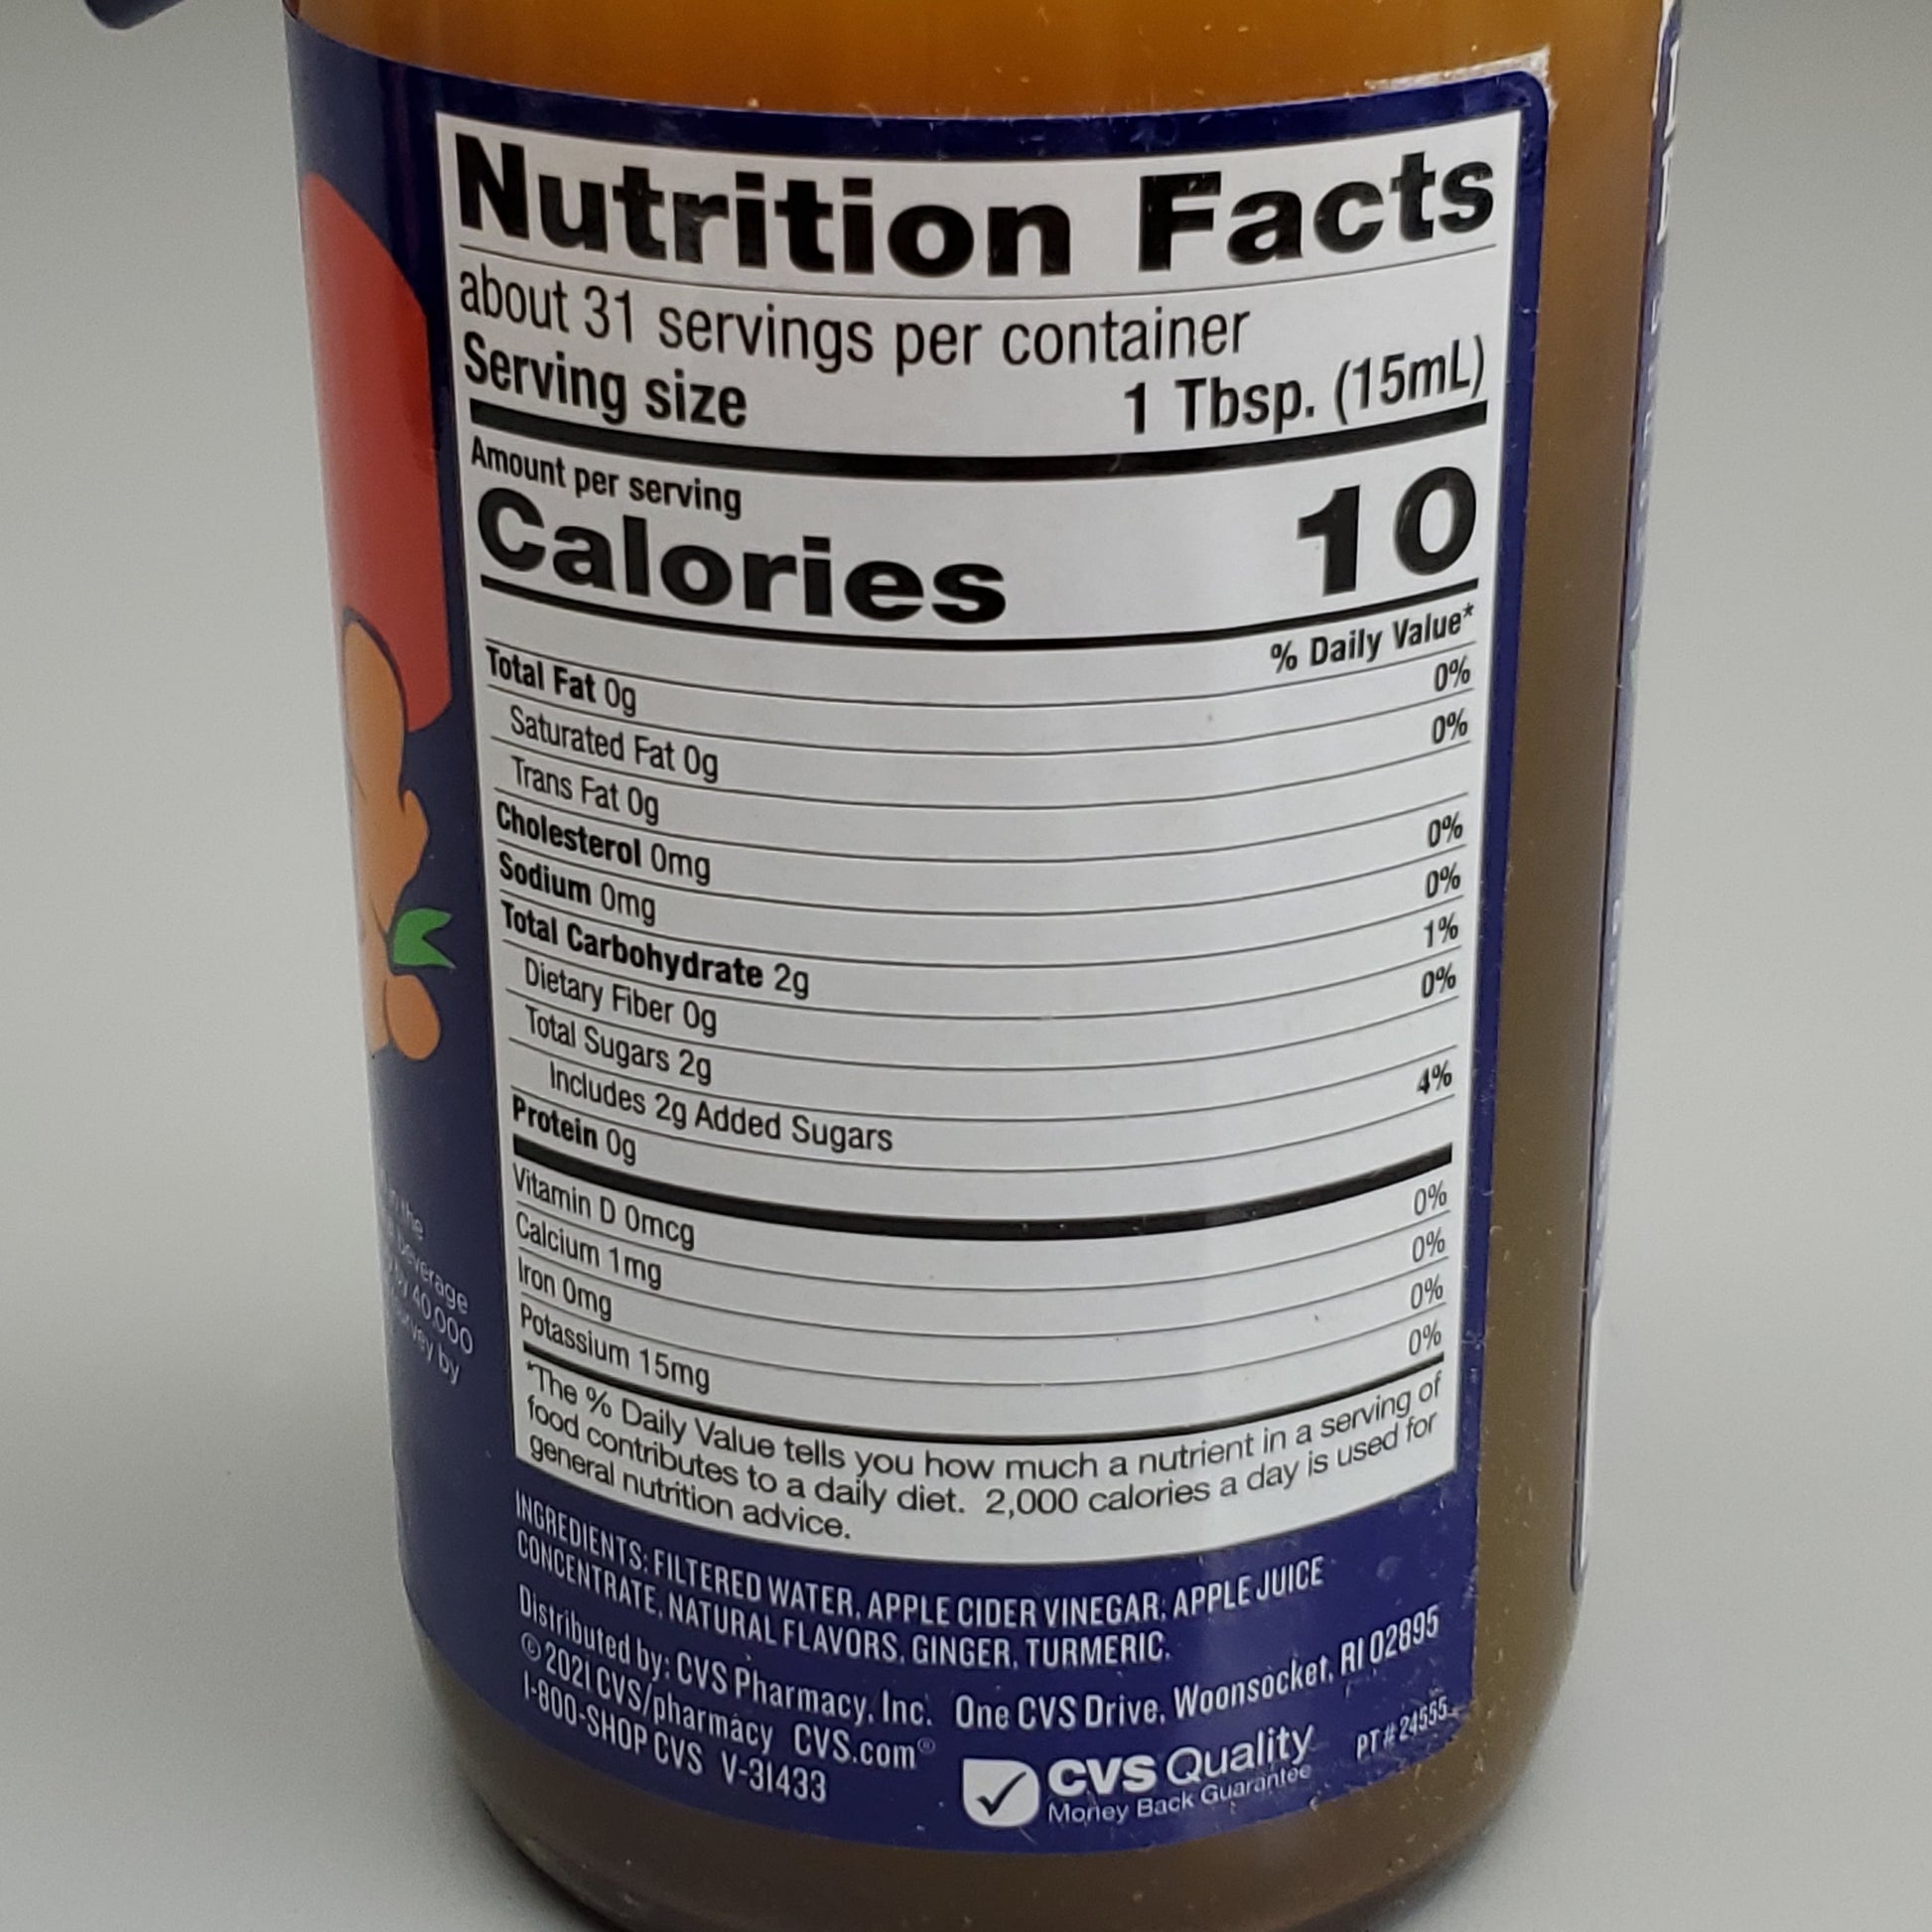 Nutrition Facts
about 31 servings per container
Serving size 1 Tbsp. (15mL)
Amount per serving
Calories 10
% Daily Value*
Total Fat 0g 0%
Saturated Fat 0g 0%
Trans Fat 0g
Cholesterol 0mg 0%
Sodium 0mg 0%
Total Carbohydrate 2g 1%
Dietary Fiber 0g 0%
Total Sugars 2g
Includes 2g Added Sugars 4%
Protein 0g
Vitamin D 0mcg 0%
Calcium 1mg 0%
Iron 0mg 0%
Potassium 15mg 0%
*The % Daily Value tells you how much a nutrient in a serving of
food contributes to a daily diet. 2,000 calories a day is used for
general nutrition advice.
INGREDIENTS: FILTERED WATER, APPLE CIDER VINEGAR, APPLE JUICE
CONCENTRATE, NATURAL FLAVORS, GINGER, TURMERIC.
Distributed by: CVS Pharmacy, Inc. One CVS Drive, Woonsocket, RI 02895
© 2021 CVS/pharmacy CVS.com®
1-800-SHOP CVS V-31433
CVS Quality
Money Back Guarantee
PT# 24555
the
beverage
40,000
by